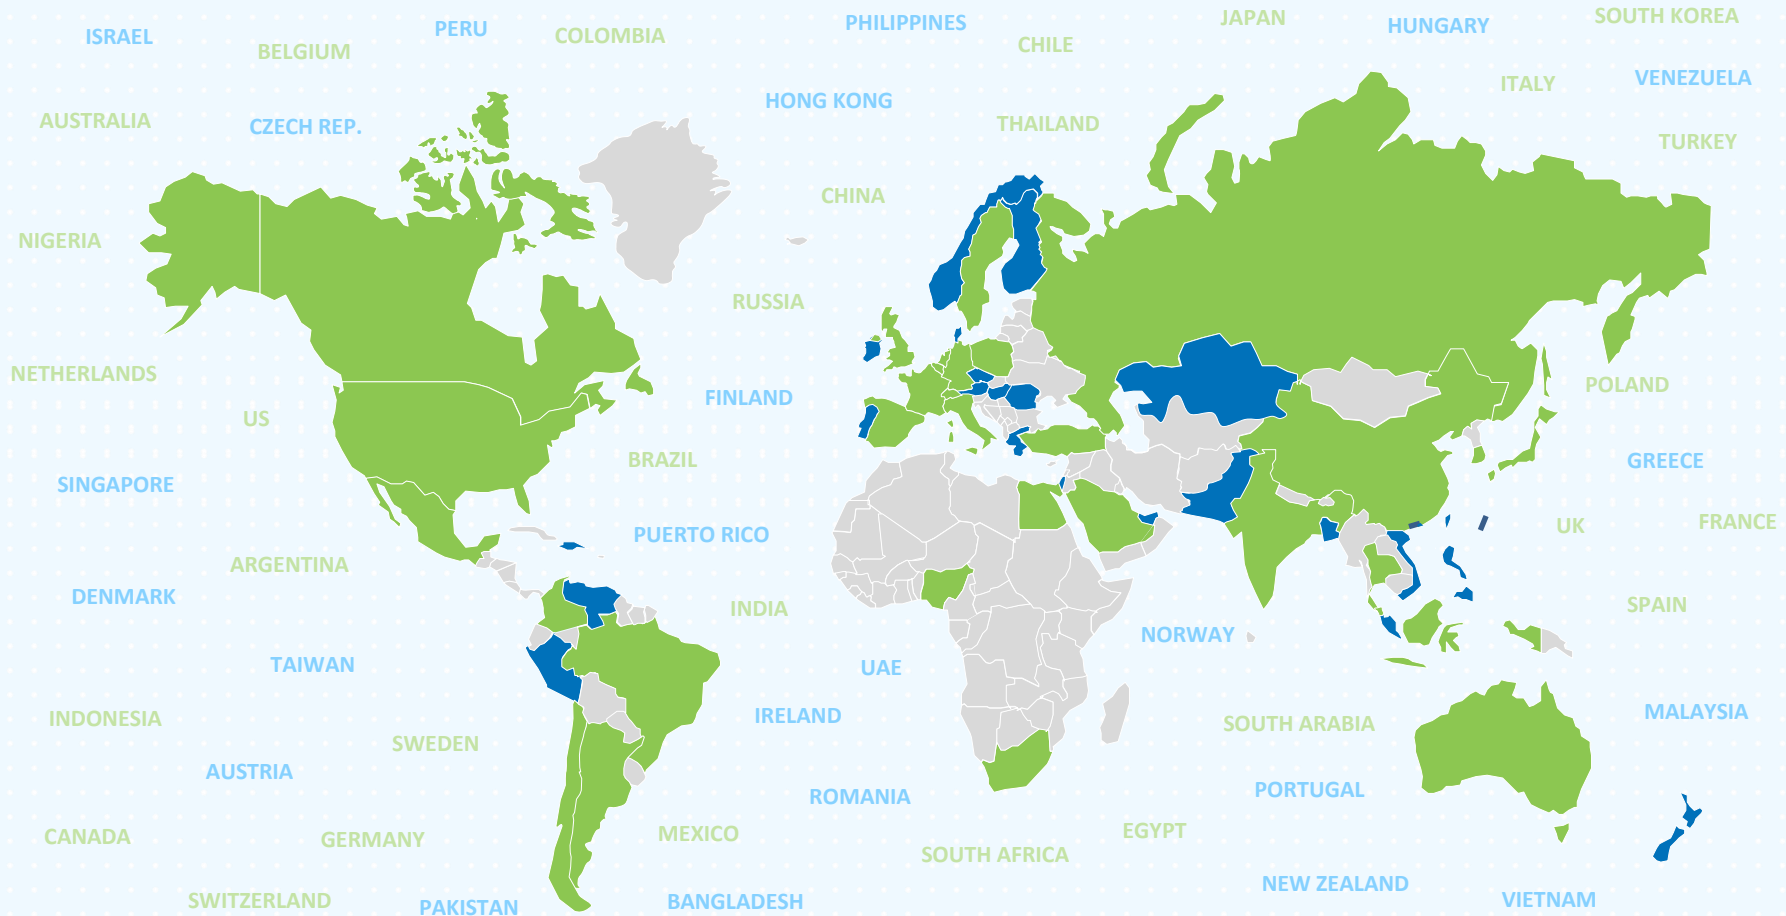 ISRAEL
BELGIUM
PERU
COLOMBIA
PHILIPPINES
CHILE
JAPAN
HUNGARY
SOUTH KOREA
ITALY
VENEZUELA
HONG KONG
AUSTRALIA
CZECH REP.
THAILAND
TURKEY
CHINA
NIGERIA
RUSSIA
NETHERLANDS
POLAND
US
FINLAND
BRAZIL
GREECE
SINGAPORE
PUERTO RICO
UK
FRANCE
ARGENTINA
DENMARK
INDIA
SPAIN
NORWAY
TAIWAN
UAE
INDONESIA
IRELAND
SOUTH ARABIA
MALAYSIA
SWEDEN
AUSTRIA
ROMANIA
PORTUGAL
CANADA
GERMANY
MEXICO
EGYPT
SOUTH AFRICA
NEW ZEALAND
SWITZERLAND
PAKISTAN
BANGLADESH
VIETNAM